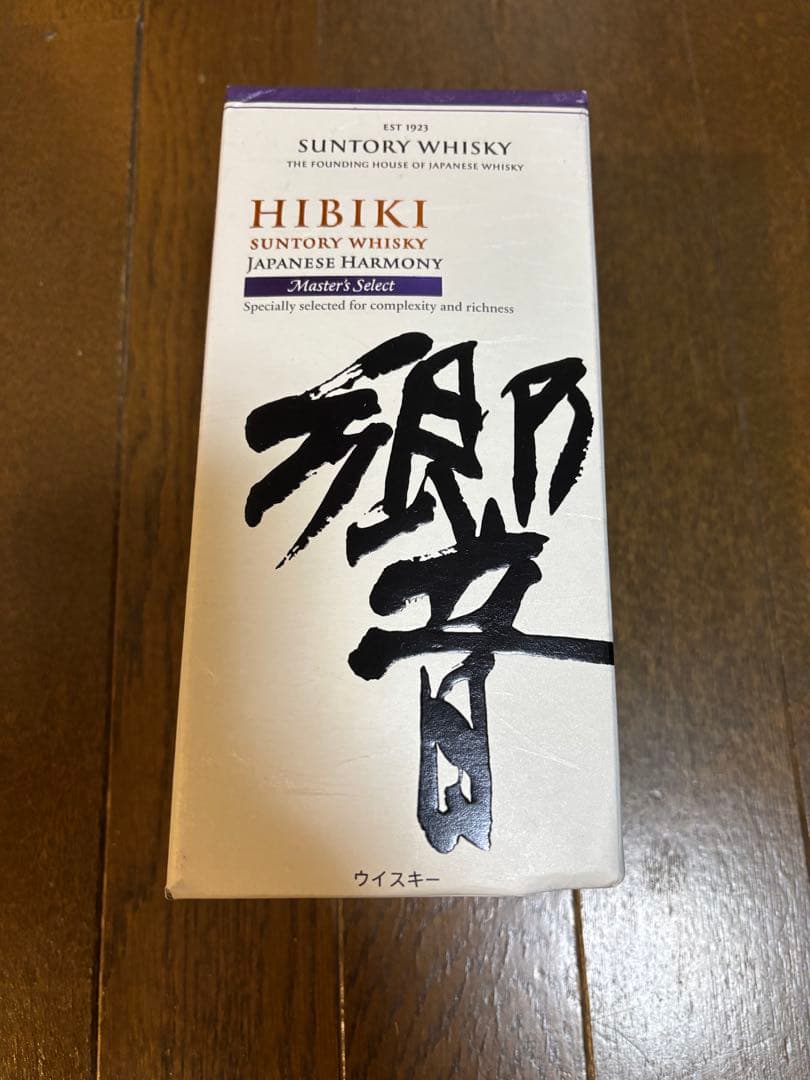 EST 1923
SUNTORY WHISKY
THE FOUNDING HOUSE OF JAPANESE WHISKY
HIBIKI
SUNTORY WHISKY
JAPANESE HARMONY
Master's Select
Specially selected for complexity and richness
響
ウイスキー